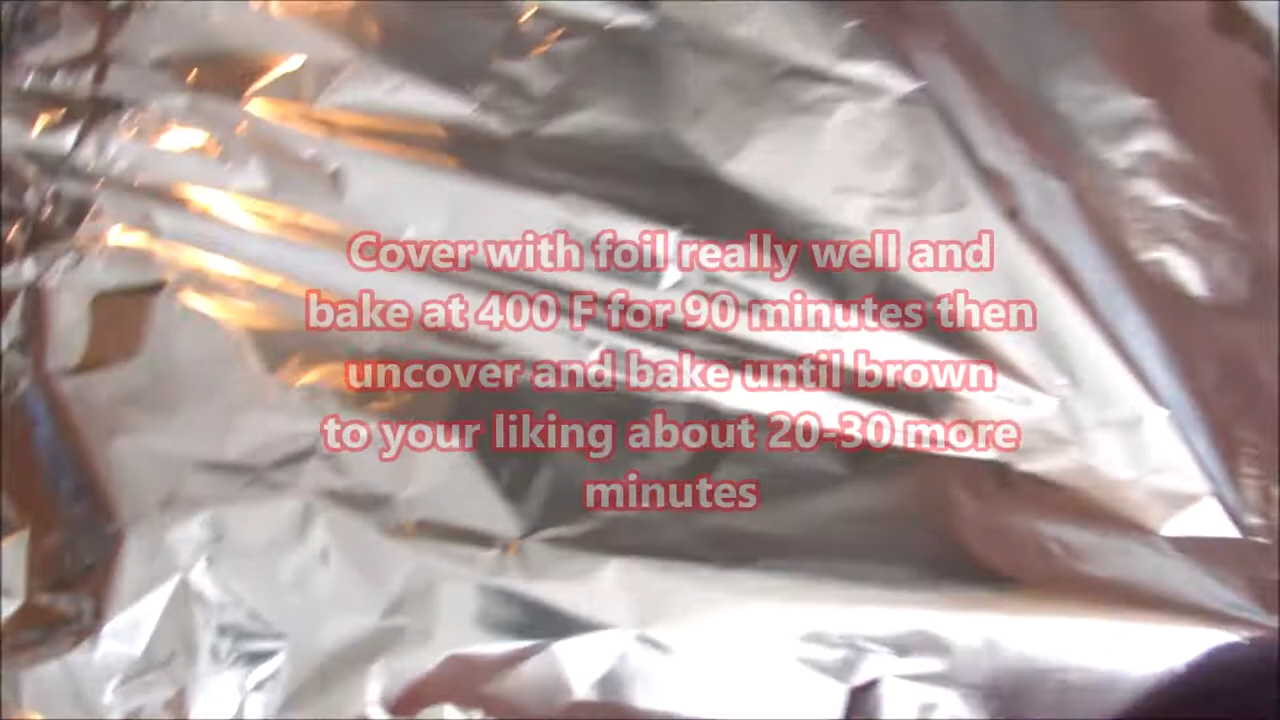 Cover with foil really well and
bake at 400 F for 90 minutes then
uncover and bake until brown
to your liking about 20-30 more
minutes